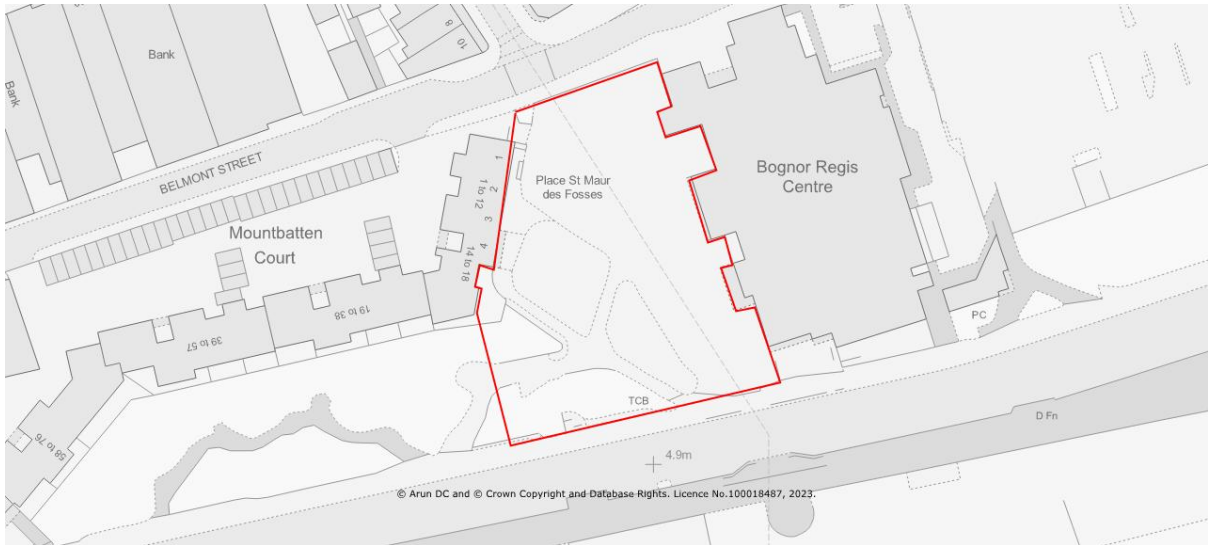 Bank
Bank
8
10
BELMONT STREET
Mountbatten
Court
1
2
3
4
1 to 12
14 to 18
19 to 38
39 to 57
58 to 76
Place St Maur
des Fosses
Bognor Regis
Centre
PC
TCB
D Fn
4.9m
© Arun DC and © Crown Copyright and Database Rights. Licence No.100018487, 2023.